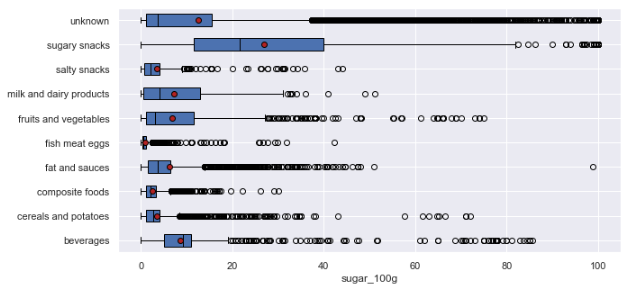 unknown
sugary snacks
salty snacks
milk and dairy products
fruits and vegetables
fish meat eggs
fat and sauces
composite foods
cereals and potatoes
beverages
0 20 40 60 80 100
sugar_100g